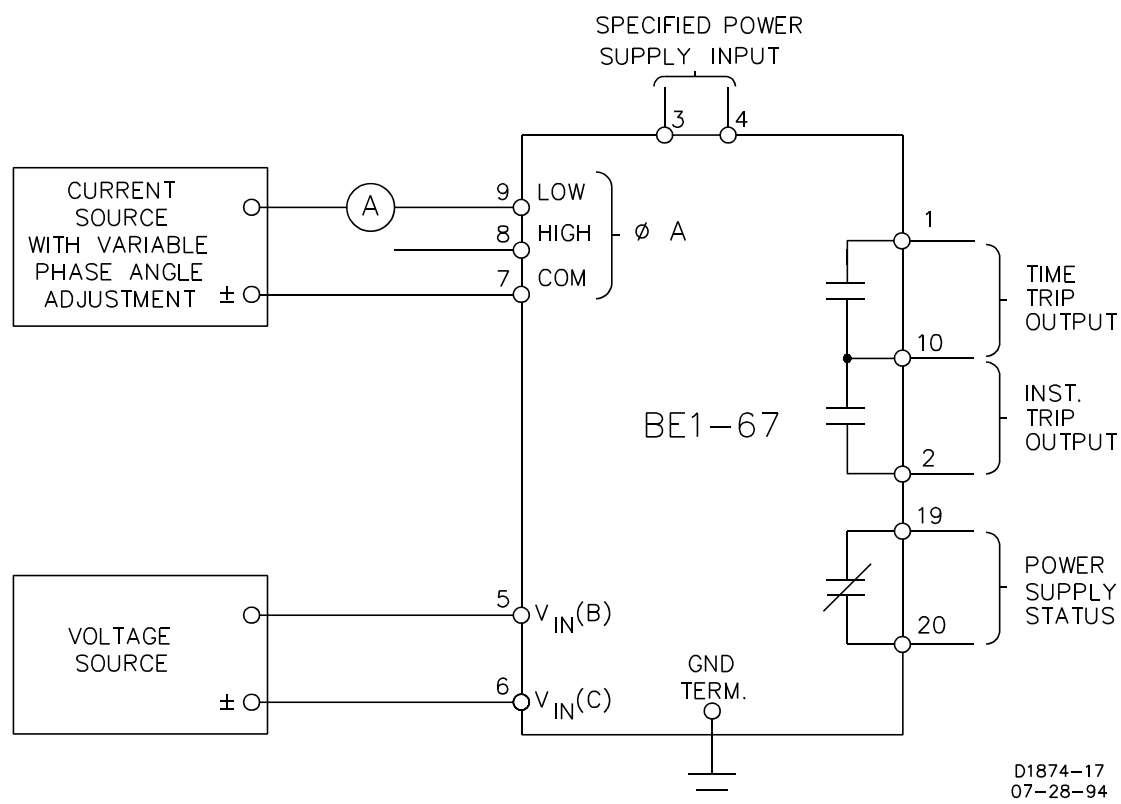 SPECIFIED POWER
SUPPLY INPUT
3
4
CURRENT
SOURCE
WITH VARIABLE
PHASE ANGLE
ADJUSTMENT
±
A
9
LOW
8
HIGH
7
COM
ø A
1
TIME
TRIP
OUTPUT
10
INST.
TRIP
OUTPUT
2
BE1-67
19
POWER
SUPPLY
STATUS
20
VOLTAGE
SOURCE
±
5
VIN(B)
6
VIN(C)
GND
TERM.
D1874-17
07-28-94